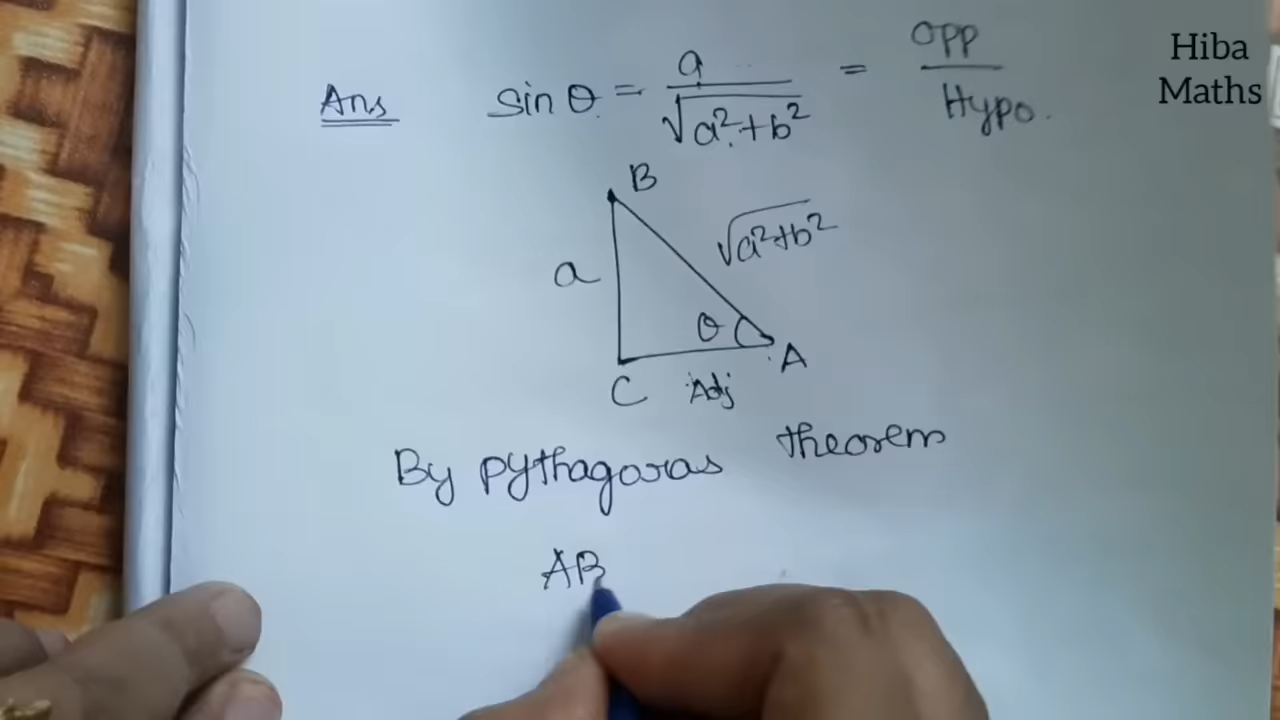 Ans sin θ = a / √a²+b² = OPP / Hypo.
Hiba
Maths
B
√a²+b²
a
θ
A
C Adj
By pythagoras theorem
AB